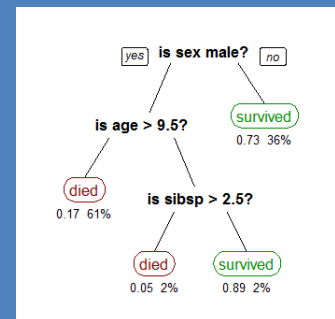 yes is sex male? no
is age > 9.5?
survived
0.73 36%
died
0.17 61%
is sibsp > 2.5?
died survived
0.05 2% 0.89 2%